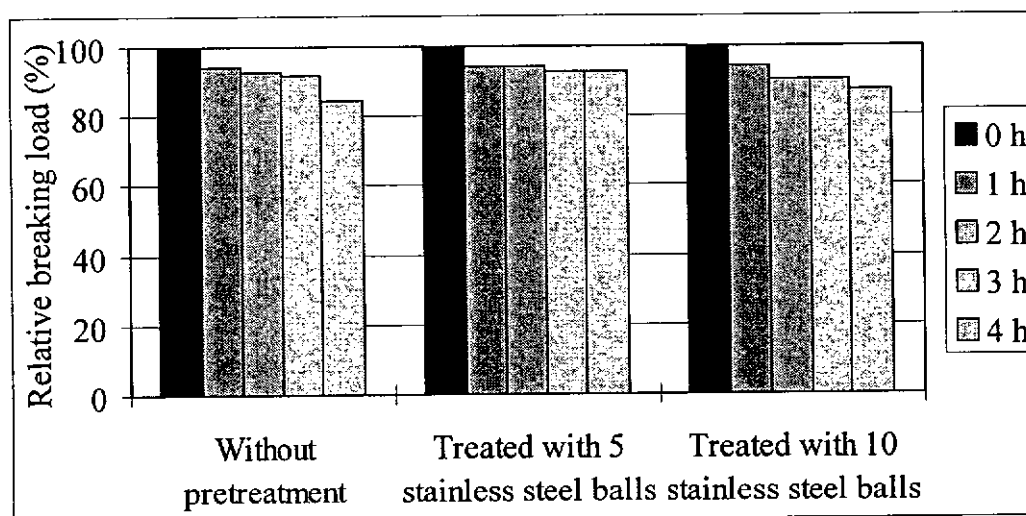 Relative breaking load (%)
100
80
60
40
20
0
Without
pretreatment
Treated with 5
stainless steel balls
Treated with 10
stainless steel balls
0 h
1 h
2 h
3 h
4 h